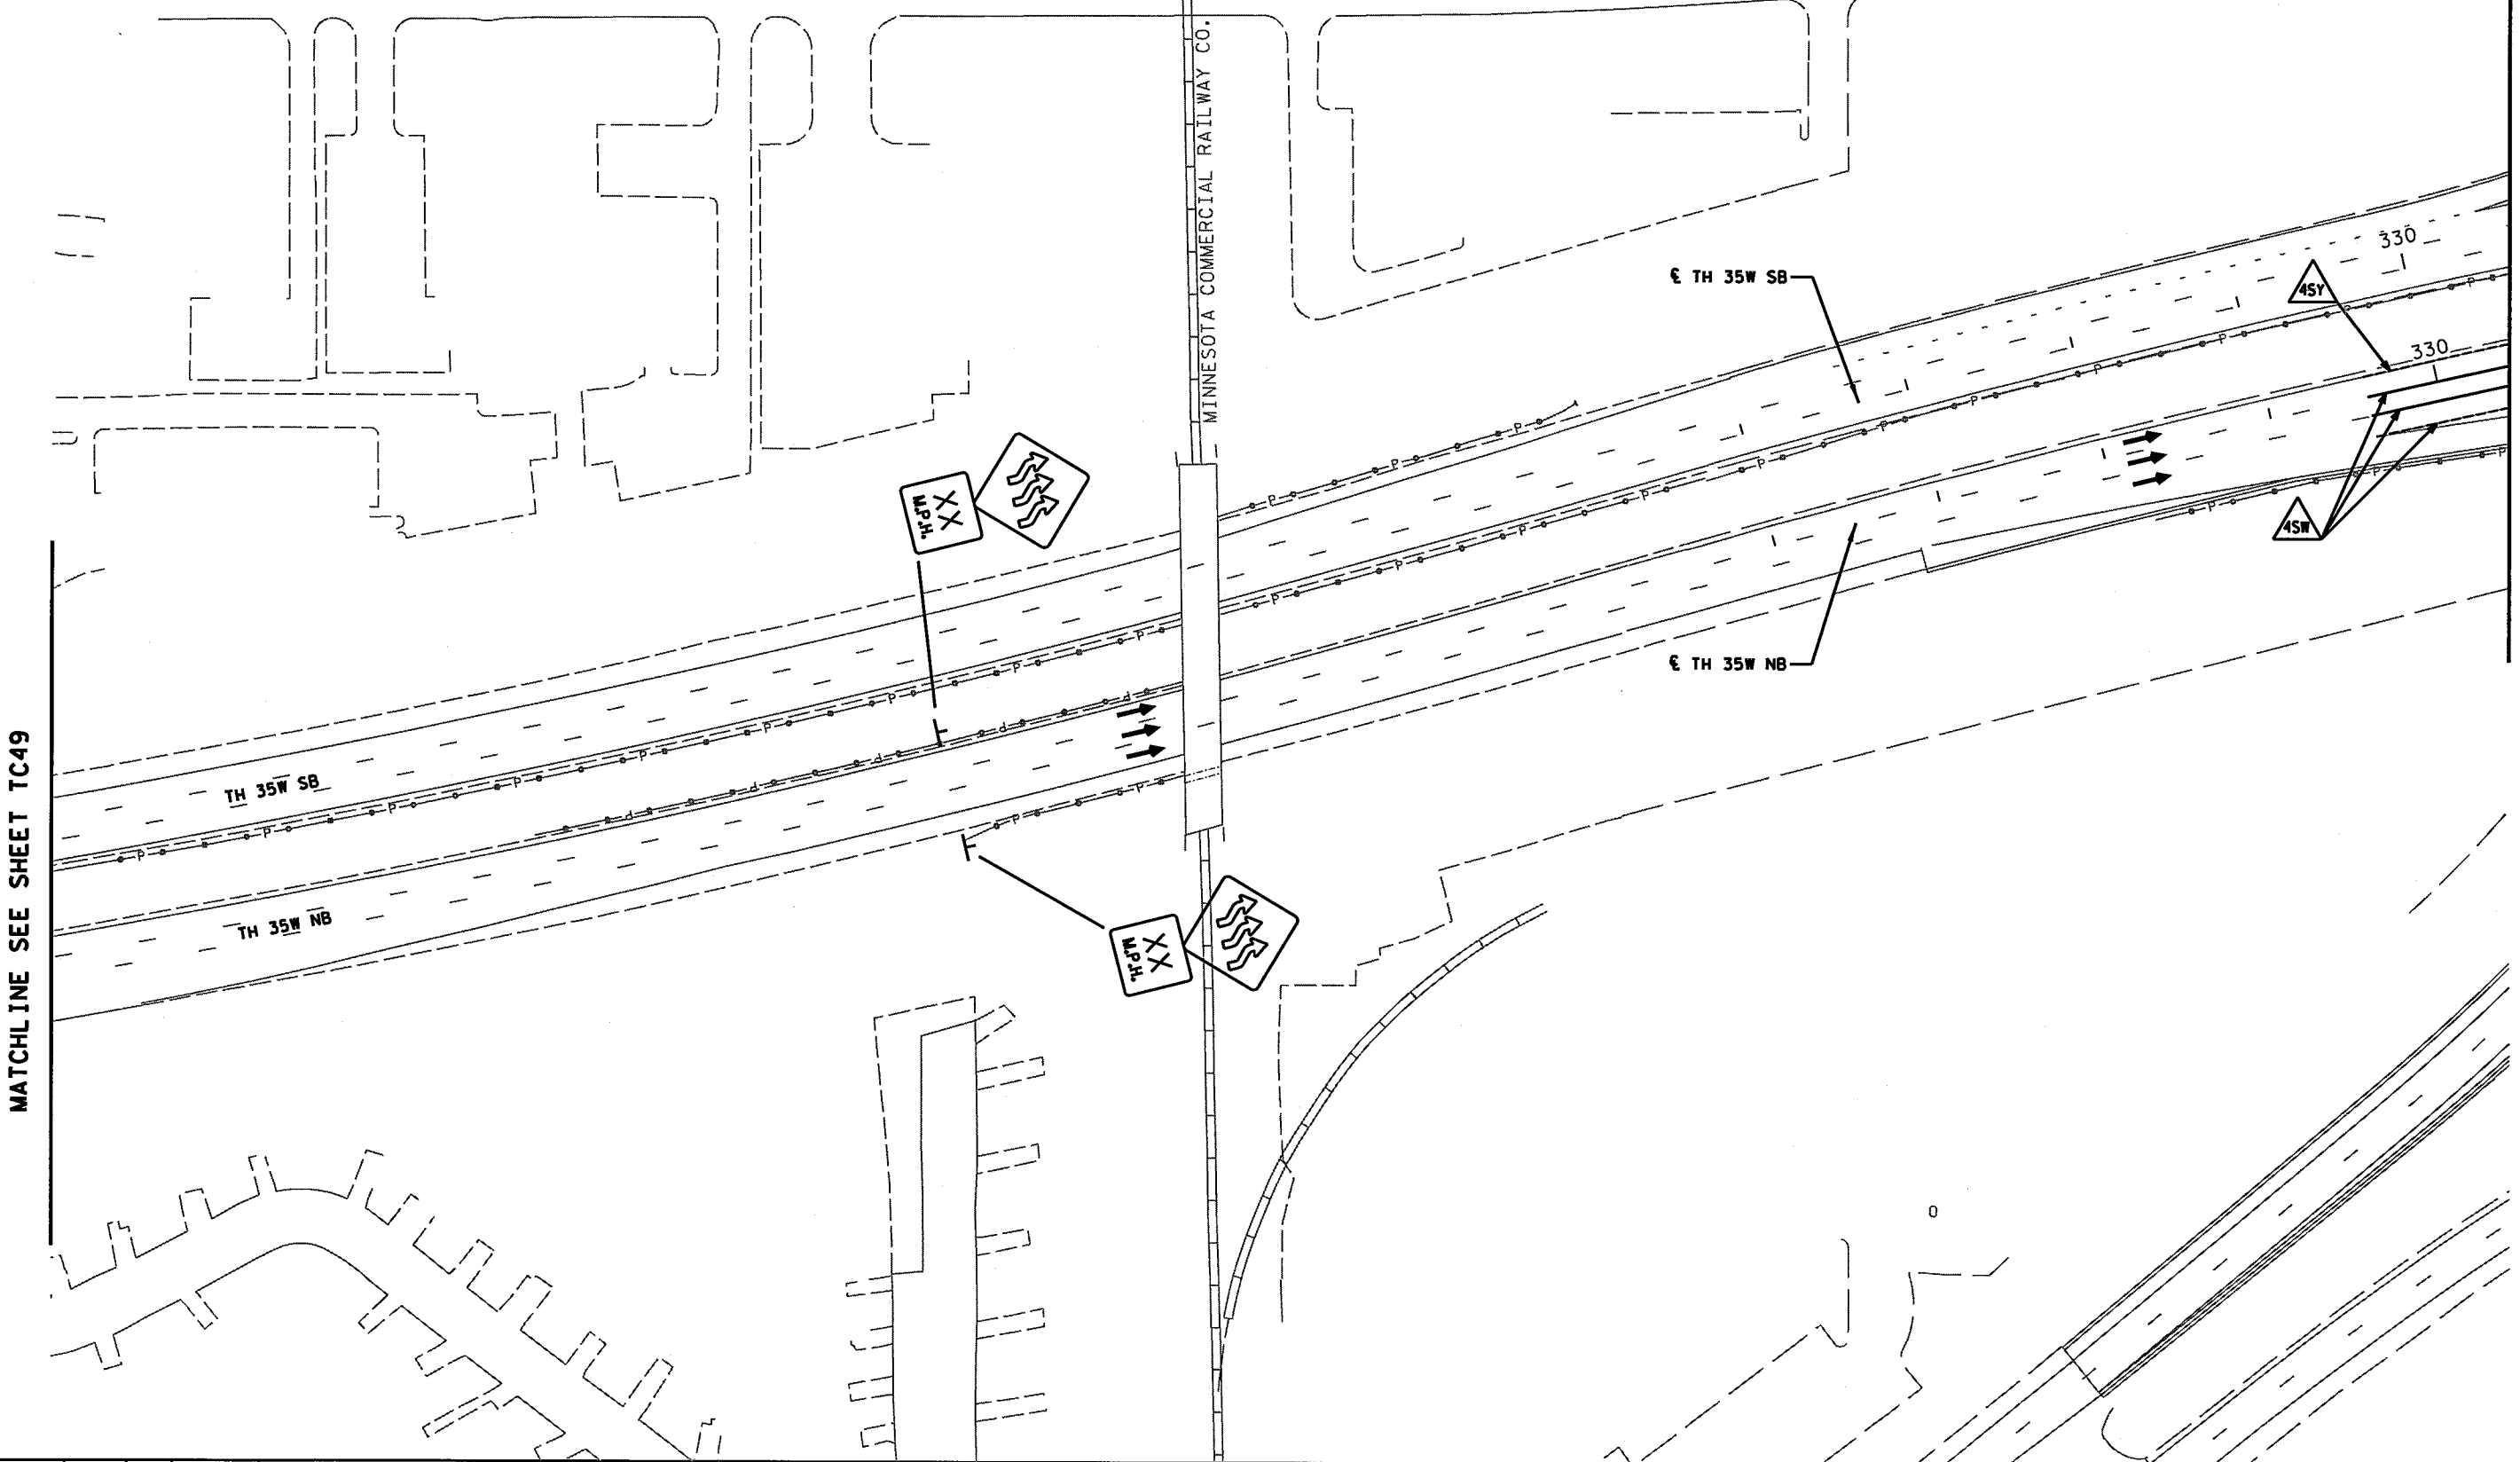 MINNESOTA COMMERCIAL RAILWAY CO.
330
℄ TH 35W SB
4SY
330
XX
M.P.H.
4SW
℄ TH 35W NB
TH 35W SB
TH 35W NB
XX
M.P.H.
MATCHLINE SEE SHEET TC49